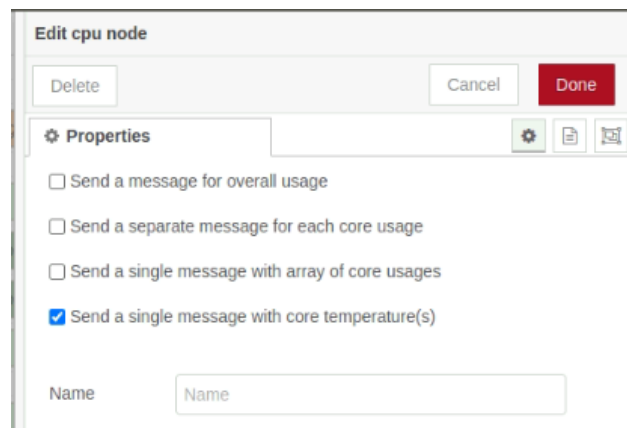 Edit cpu node
Delete Cancel Done
Properties
Send a message for overall usage
Send a separate message for each core usage
Send a single message with array of core usages
Send a single message with core temperature(s)
Name Name